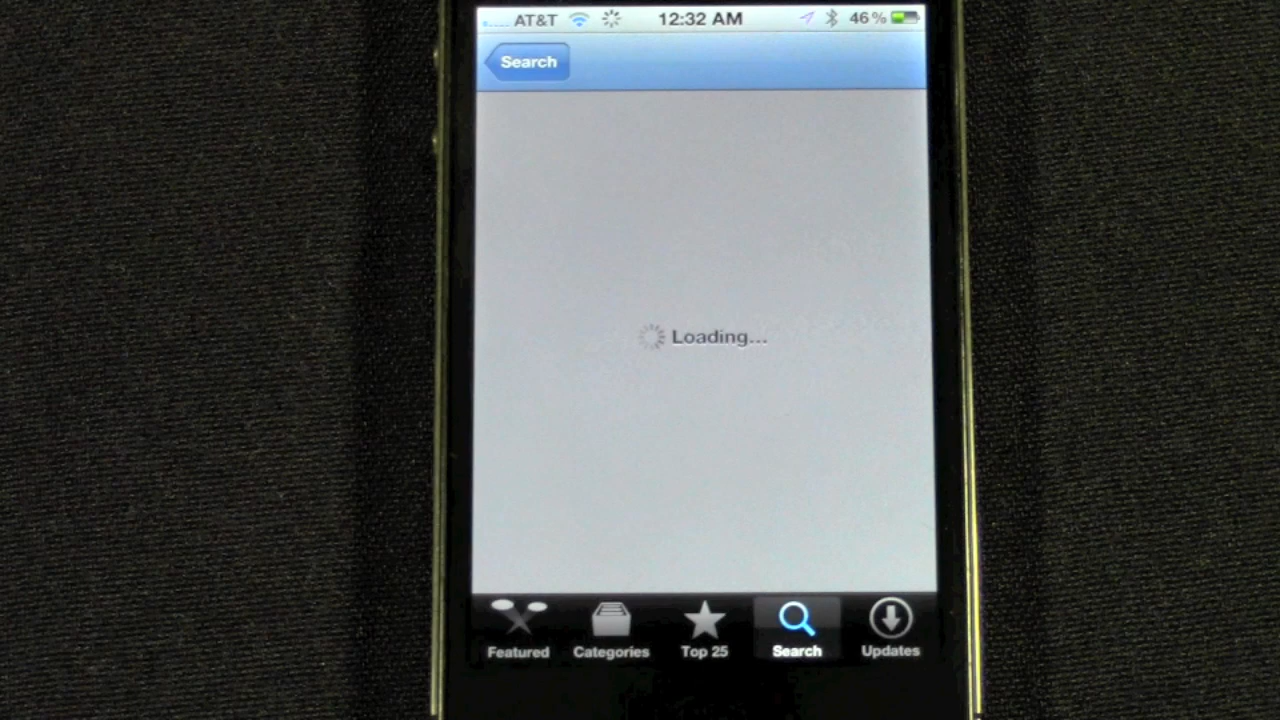 AT&T 12:32 AM 46%
Search
Loading...
Featured Categories Top 25 Search Updates